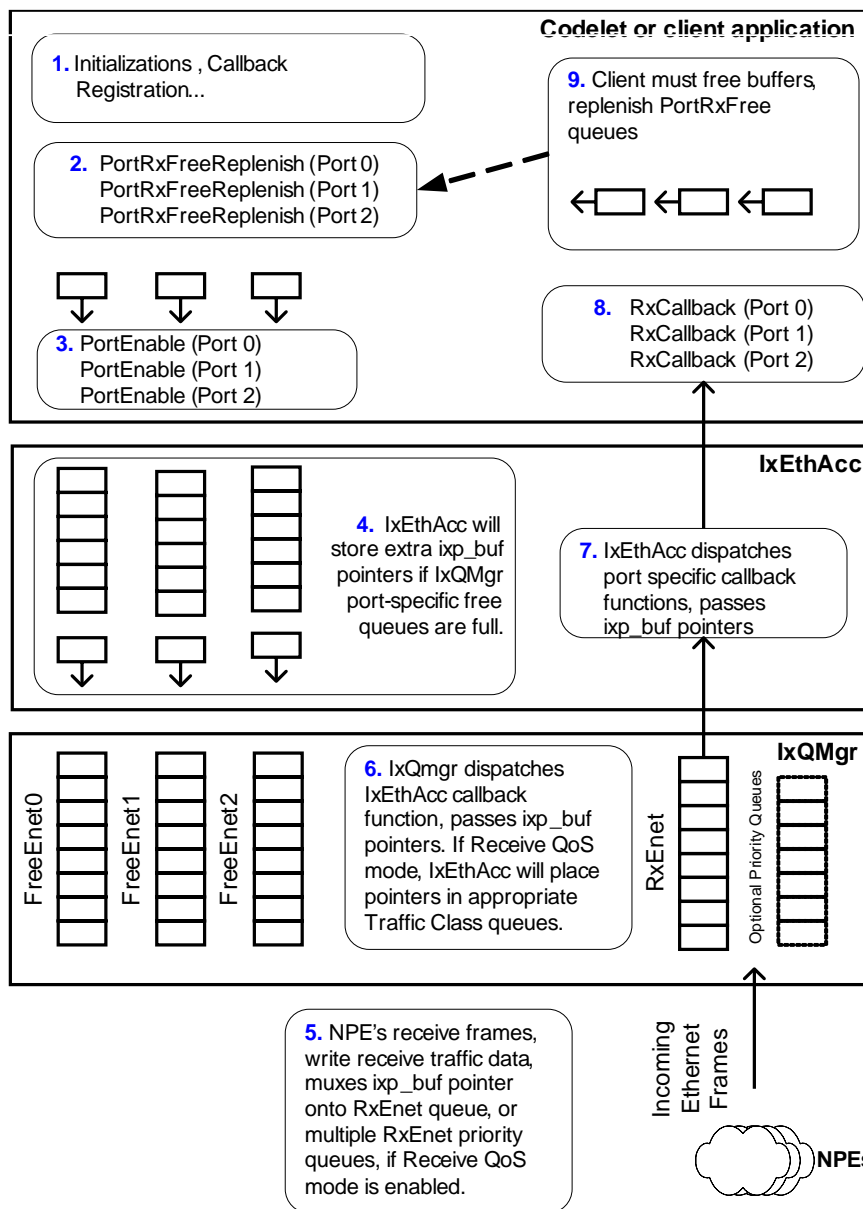 Codelet or client application
1. Initializations , Callback
Registration...
9. Client must free buffers,
replenish PortRxFree
queues
2. PortRxFreeReplenish (Port 0)
PortRxFreeReplenish (Port 1)
PortRxFreeReplenish (Port 2)
3. PortEnable (Port 0)
PortEnable (Port 1)
PortEnable (Port 2)
8. RxCallback (Port 0)
RxCallback (Port 1)
RxCallback (Port 2)
IxEthAcc
4. IxEthAcc will
store extra ixp_buf
pointers if IxQMgr
port-specific free
queues are full.
7. IxEthAcc dispatches
port specific callback
functions, passes
ixp_buf pointers
IxQMgr
FreeEnet0
FreeEnet1
FreeEnet2
6. IxQmgr dispatches
IxEthAcc callback
function, passes ixp_buf
pointers. If Receive QoS
mode, IxEthAcc will place
pointers in appropriate
Traffic Class queues.
RxEnet
Optional Priority Queues
5. NPE's receive frames,
write receive traffic data,
muxes ixp_buf pointer
onto RxEnet queue, or
multiple RxEnet priority
queues, if Receive QoS
mode is enabled.
Incoming
Ethernet
Frames
NPEs